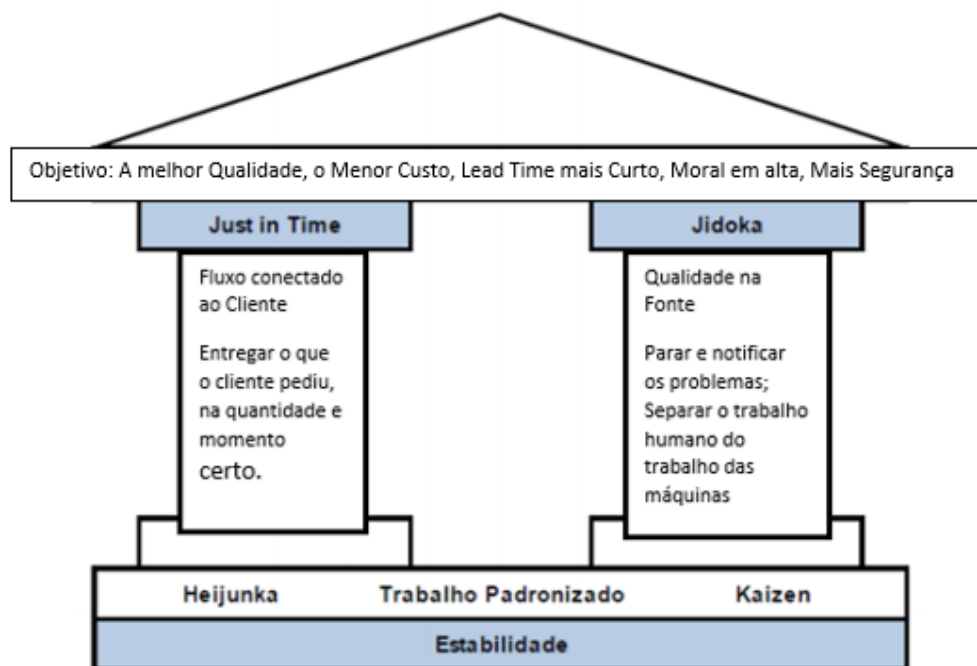 Objetivo: A melhor Qualidade, o Menor Custo, Lead Time mais Curto, Moral em alta, Mais Segurança
Just in Time
Fluxo conectado
ao Cliente
Entregar o que
o cliente pediu,
na quantidade e
momento
certo.
Jidoka
Qualidade na
Fonte
Parar e notificar
os problemas;
Separar o trabalho
humano do
trabalho das
máquinas
Heijunka
Trabalho Padronizado
Kaizen
Estabilidade